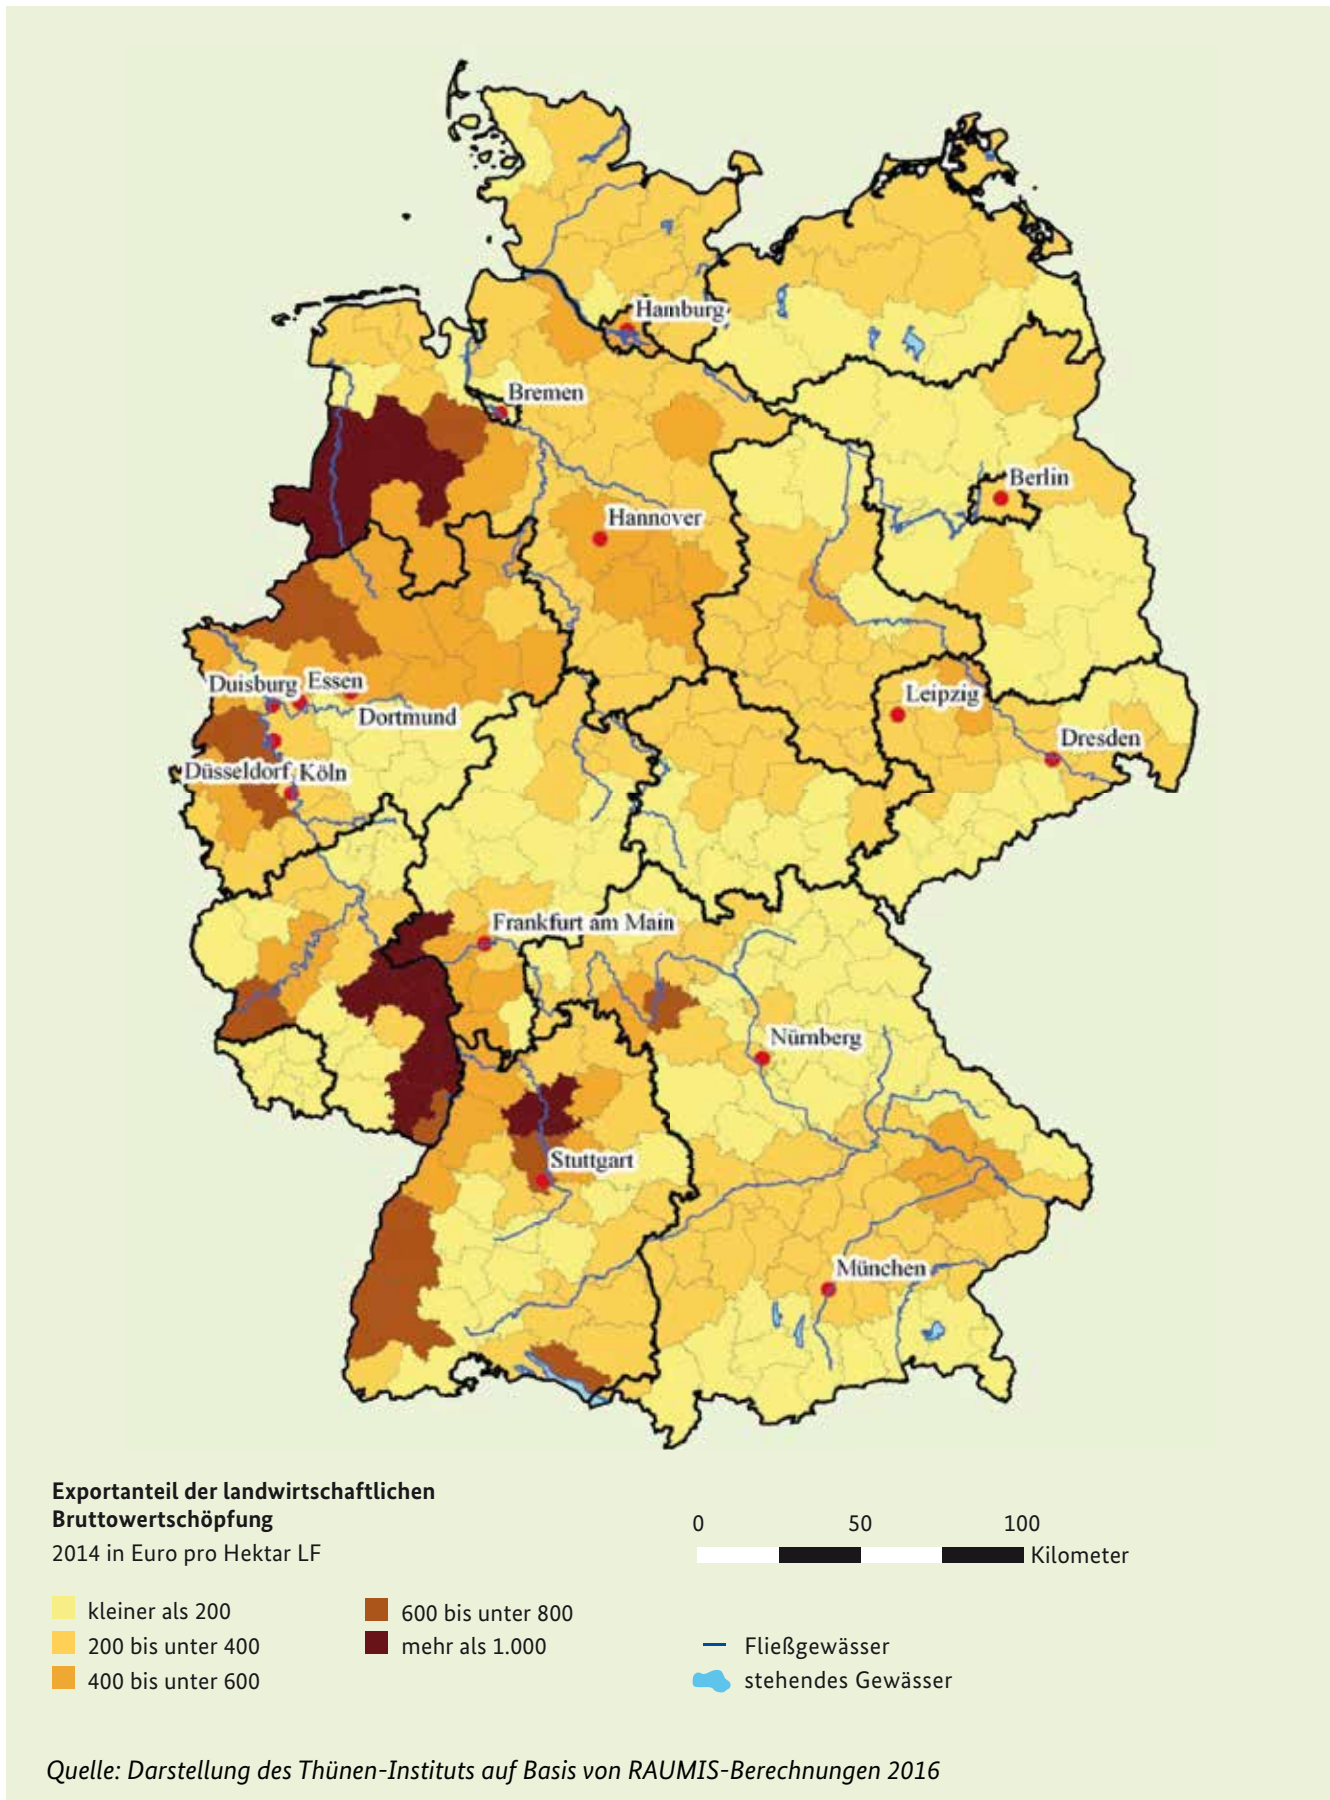 Hamburg
Bremen
Berlin
Hannover
Duisburg
Essen
Dortmund
Leipzig
Dresden
Düsseldorf
Köln
Frankfurt am Main
Nürnberg
Stuttgart
München
Exportanteil der landwirtschaftlichen
Bruttowertschöpfung
2014 in Euro pro Hektar LF
0 50 100
Kilometer
kleiner als 200
200 bis unter 400
400 bis unter 600
600 bis unter 800
mehr als 1.000
Fließgewässer
stehendes Gewässer
Quelle: Darstellung des Thünen-Instituts auf Basis von RAUMIS-Berechnungen 2016